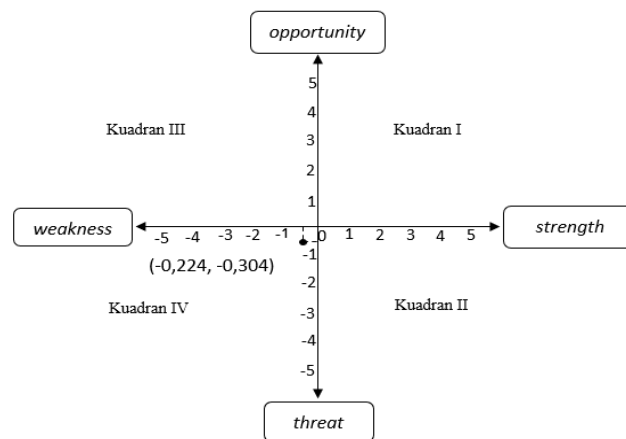 opportunity
5
4
Kuadran III
Kuadran I
3
2
1
weakness
-5 -4 -3 -2 -1 0 1 2 3 4 5
strength
-1
(-0,224, -0,304)
-2
Kuadran IV
Kuadran II
-3
-4
-5
threat